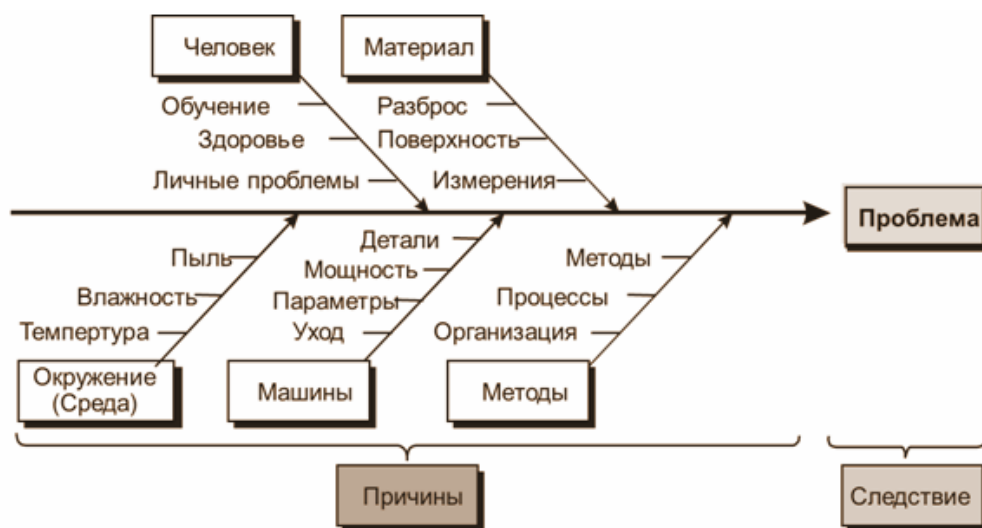 Человек
Материал
Обучение
Разброс
Здоровье
Поверхность
Личные проблемы
Измерения
Проблема
Детали
Пыль
Методы
Мощность
Влажность
Параметры
Процессы
Темпертура
Уход
Организация
Окружение
(Среда)
Машины
Методы
Причины
Следствие